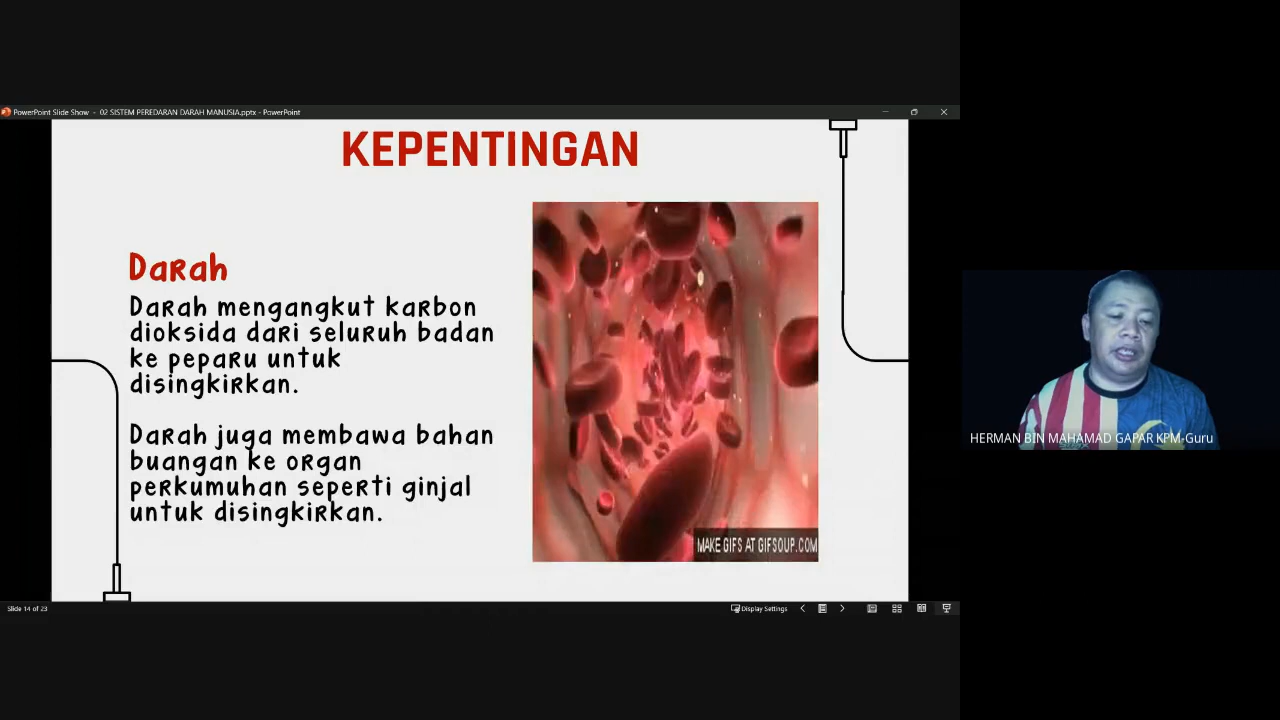 PowerPoint Slide Show - 02 SISTEM PEREDARAN DARAH MANUSIA.pptx - PowerPoint
KEPENTINGAN
Darah
Darah mengangkut karbon
dioksida dari seluruh badan
ke peparu untuk
disingkirkan.
Darah juga membawa bahan
buangan ke organ
perkumuhan seperti ginjal
untuk disingkirkan.
MAKE GIFS AT GIFSOUP.COM
HERMAN BIN MAHAMAD GAPAR KPM-Guru
Slide 14 of 23
Display Settings